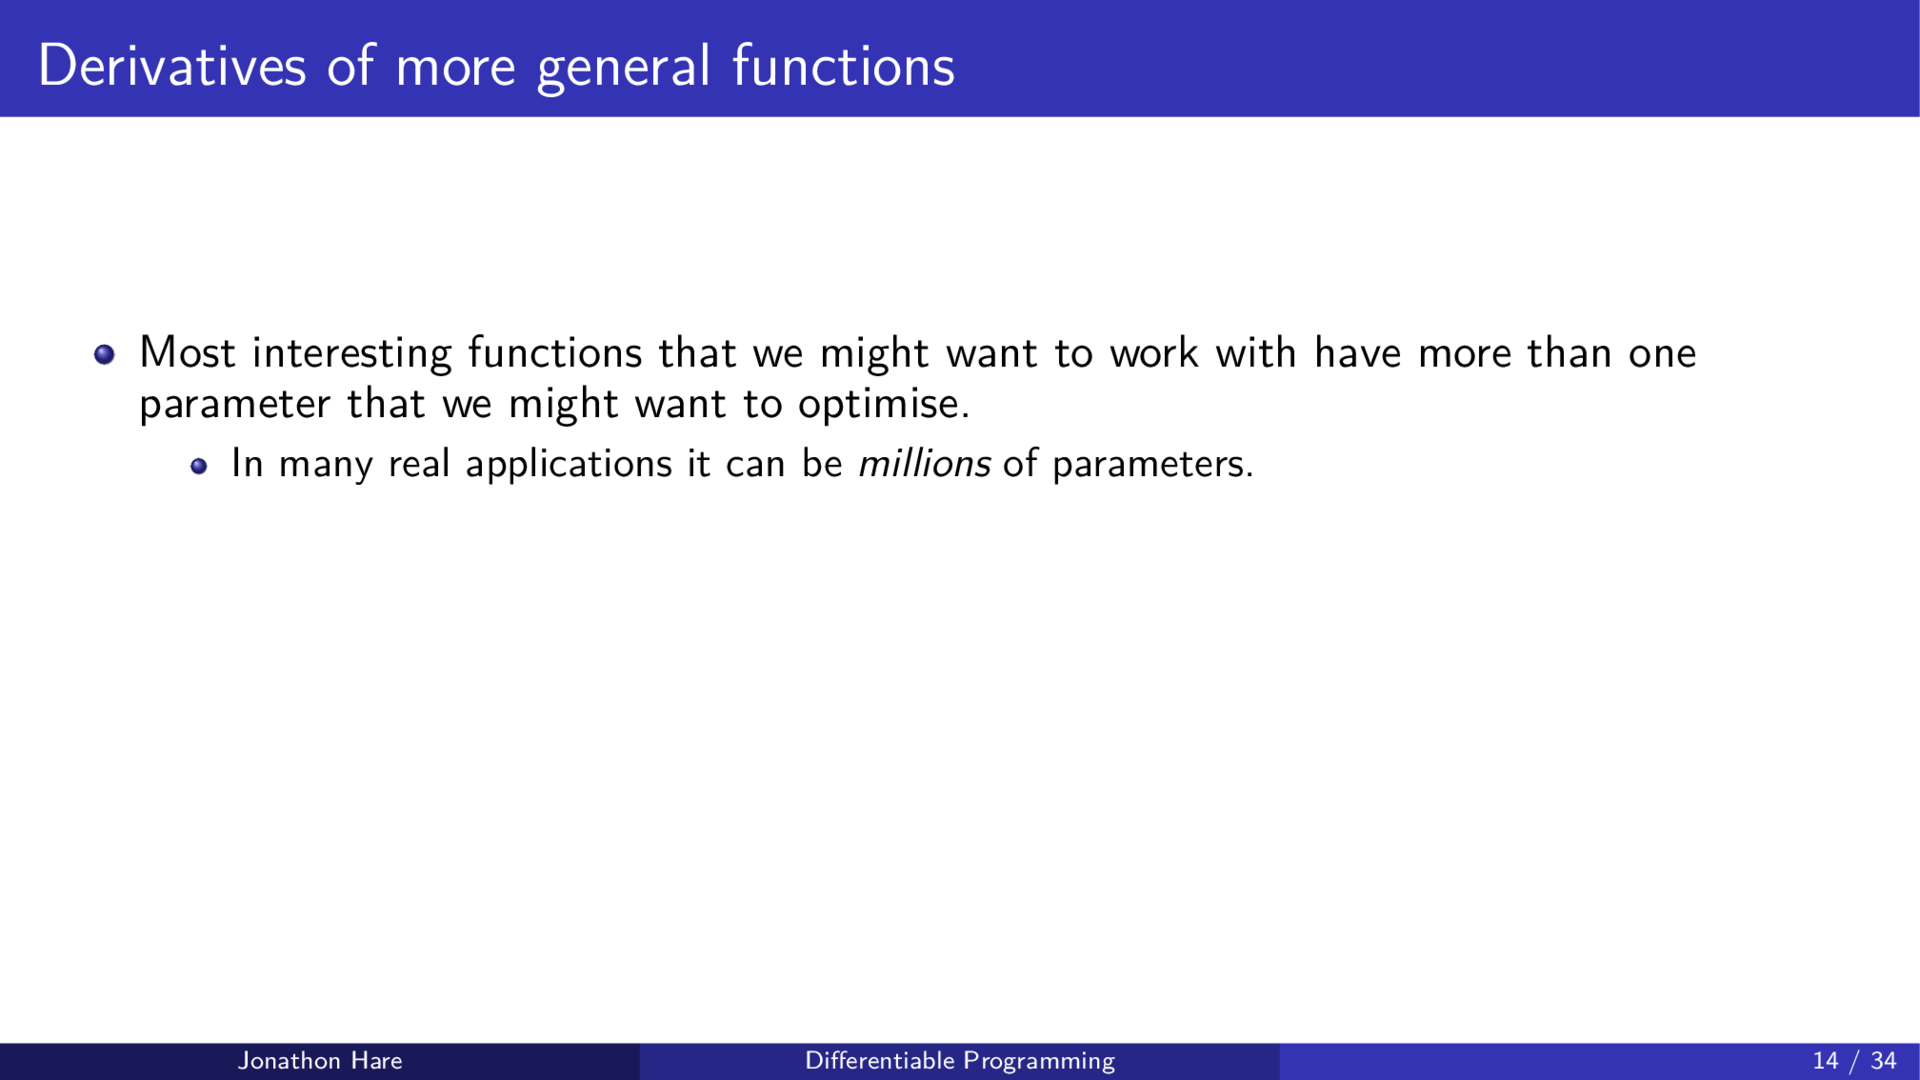 Derivatives of more general functions
Most interesting functions that we might want to work with have more than one
parameter that we might want to optimise.
In many real applications it can be millions of parameters.
Jonathon Hare
Differentiable Programming
14 / 34